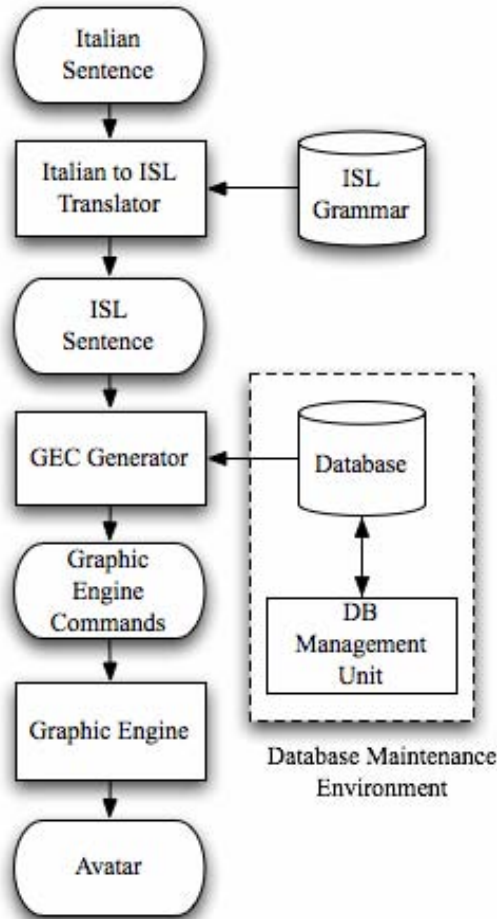 Italian
Sentence
Italian to ISL
Translator
ISL
Grammar
ISL
Sentence
GEC Generator
Database
Graphic
Engine
Commands
DB
Management
Unit
Graphic Engine
Database Maintenance
Environment
Avatar